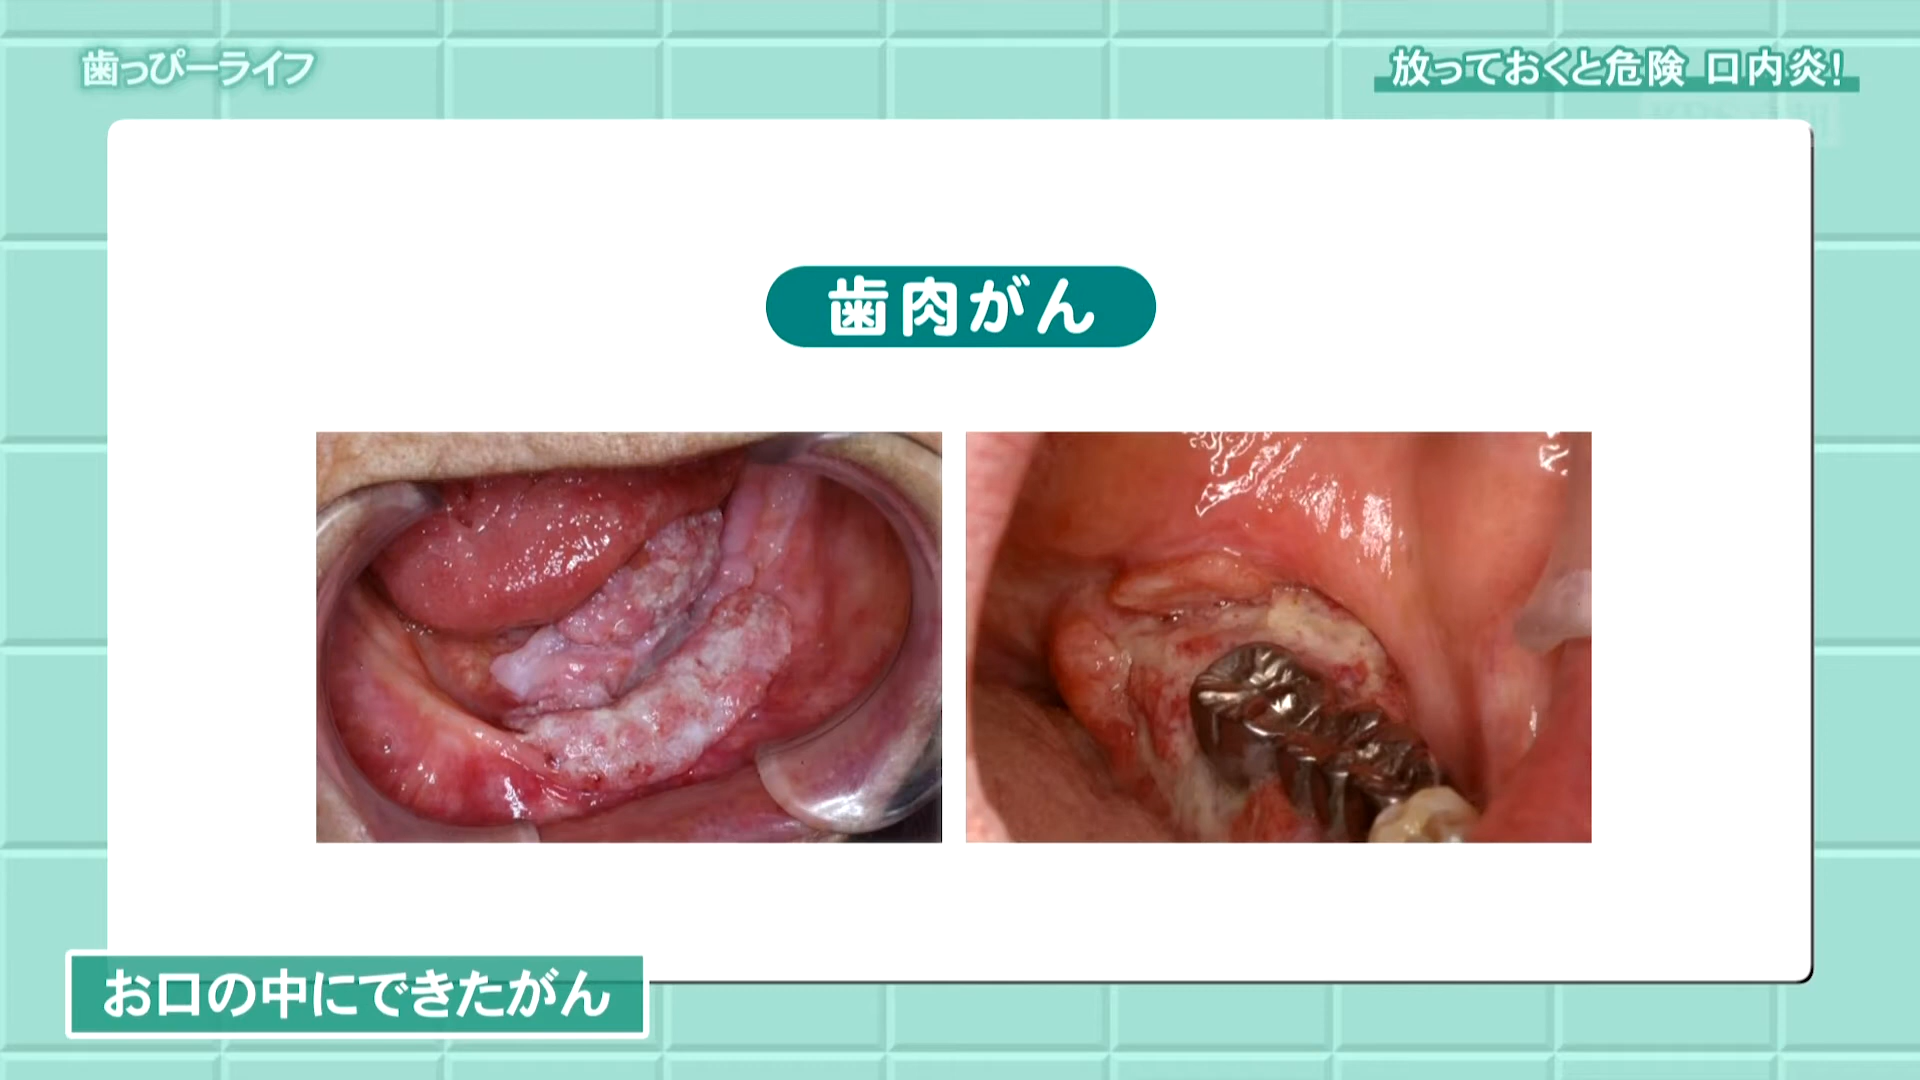 歯っぴーライフ
放っておくと危険 口内炎！
歯肉がん
お口の中にできたがん